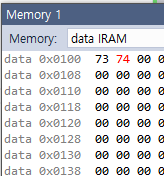 Memory 1
Memory: data IRAM
data 0x0100 73 74 00 0
data 0x0108 00 00 00 0
data 0x0110 00 00 00 0
data 0x0118 00 00 00 0
data 0x0120 00 00 00 0
data 0x0128 00 00 00 0
data 0x0130 00 00 00 0
data 0x0138 00 00 00 0